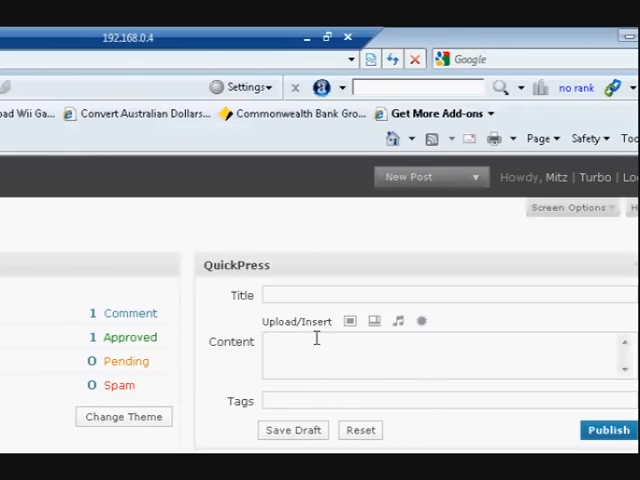 192.168.0.4
Google
Settings
no rank
oad Wii Ga...
Convert Australian Dollars...
Commonwealth Bank Gro...
Get More Add-ons
Page
Safety
Too
New Post
Howdy, Mitz | Turbo | Lo
Screen Options
H
QuickPress
Title
1 Comment
Upload/Insert
1 Approved
Content
0 Pending
0 Spam
Tags
Change Theme
Save Draft
Reset
Publish